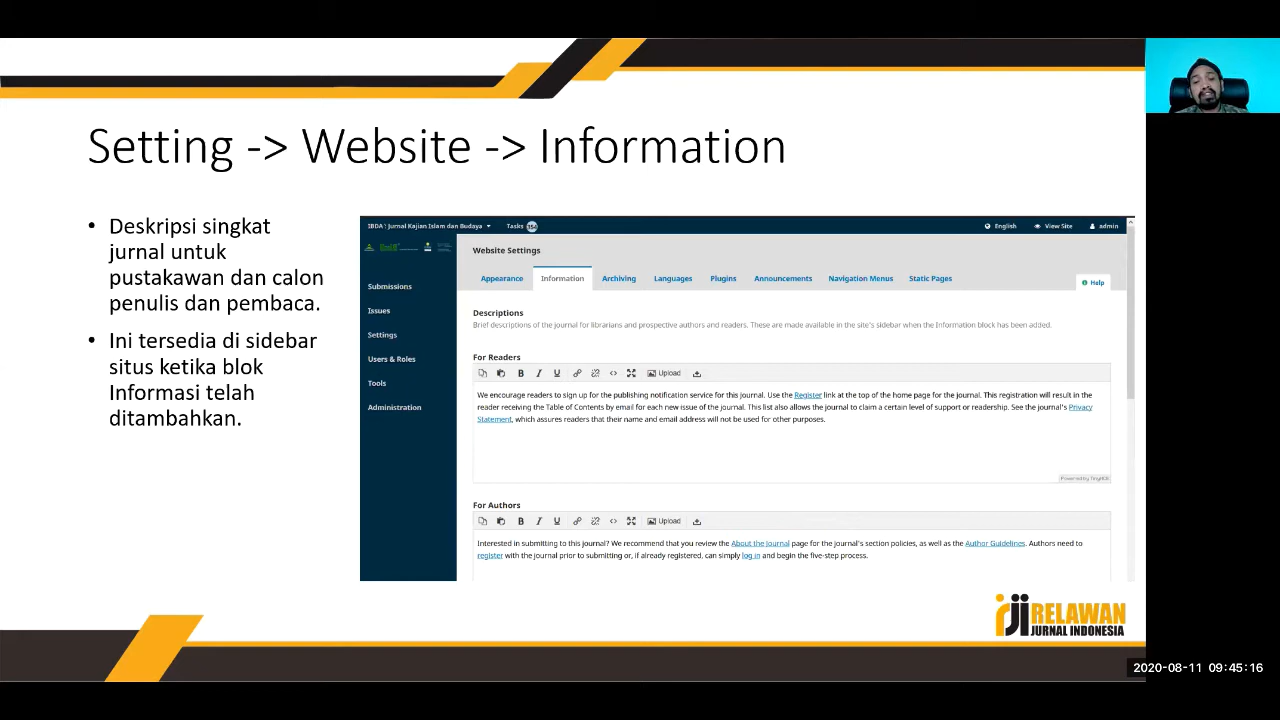 Setting -> Website -> Information
• Deskripsi singkat
jurnal untuk
pustakawan dan calon
penulis dan pembaca.
• Ini tersedia di sidebar
situs ketika blok
Informasi telah
ditambahkan.
IBDA`: Jurnal Kajian Islam dan Budaya Tasks
English View Site admin
Submissions
Issues
Settings
Users & Roles
Tools
Administration
Website Settings
Appearance Information Archiving Languages Plugins Announcements Navigation Menus Static Pages
Help
Descriptions
Brief descriptions of the journal for librarians and prospective authors and readers. These are made available in the site's sidebar when the Information block has been added.
For Readers
B I U Upload
We encourage readers to sign up for the publishing notification service for this journal. Use the Register link at the top of the home page for the journal. This registration will result in the
reader receiving the Table of Contents by email for each new issue of the journal. This list also allows the journal to claim a certain level of support or readership. See the journal's Privacy
Statement, which assures readers that their name and email address will not be used for other purposes.
Powered by TinyMCE
For Authors
B I U Upload
Interested in submitting to this journal? We recommend that you review the About the Journal page for the journal's section policies, as well as the Author Guidelines. Authors need to
register with the journal prior to submitting or, if already registered, can simply log in and begin the five-step process.
rji RELAWAN
JURNAL INDONESIA
2020-08-11 09:45:16